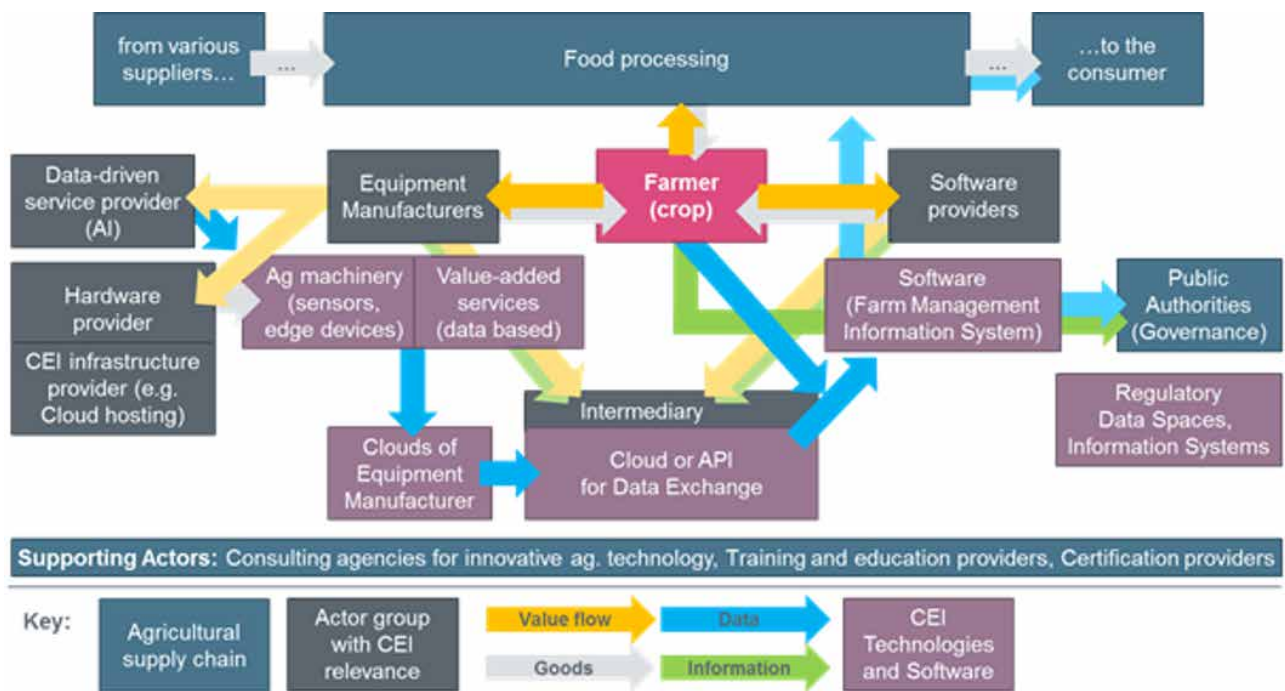 from various
suppliers…
...
Food processing
...
…to the
consumer
Data-driven
service provider
(AI)
Equipment
Manufacturers
Farmer
(crop)
Software
providers
Hardware
provider
CEI infrastructure
provider (e.g.
Cloud hosting)
Ag machinery
(sensors,
edge devices)
Value-added
services
(data based)
Software
(Farm Management
Information System)
Public
Authorities
(Governance)
Regulatory
Data Spaces,
Information Systems
Clouds of
Equipment
Manufacturer
Intermediary
Cloud or API
for Data Exchange
Supporting Actors: Consulting agencies for innovative ag. technology, Training and education providers, Certification providers
Key:
Agricultural
supply chain
Actor group
with CEI
relevance
Value flow
Data
Goods
Information
CEI
Technologies
and Software